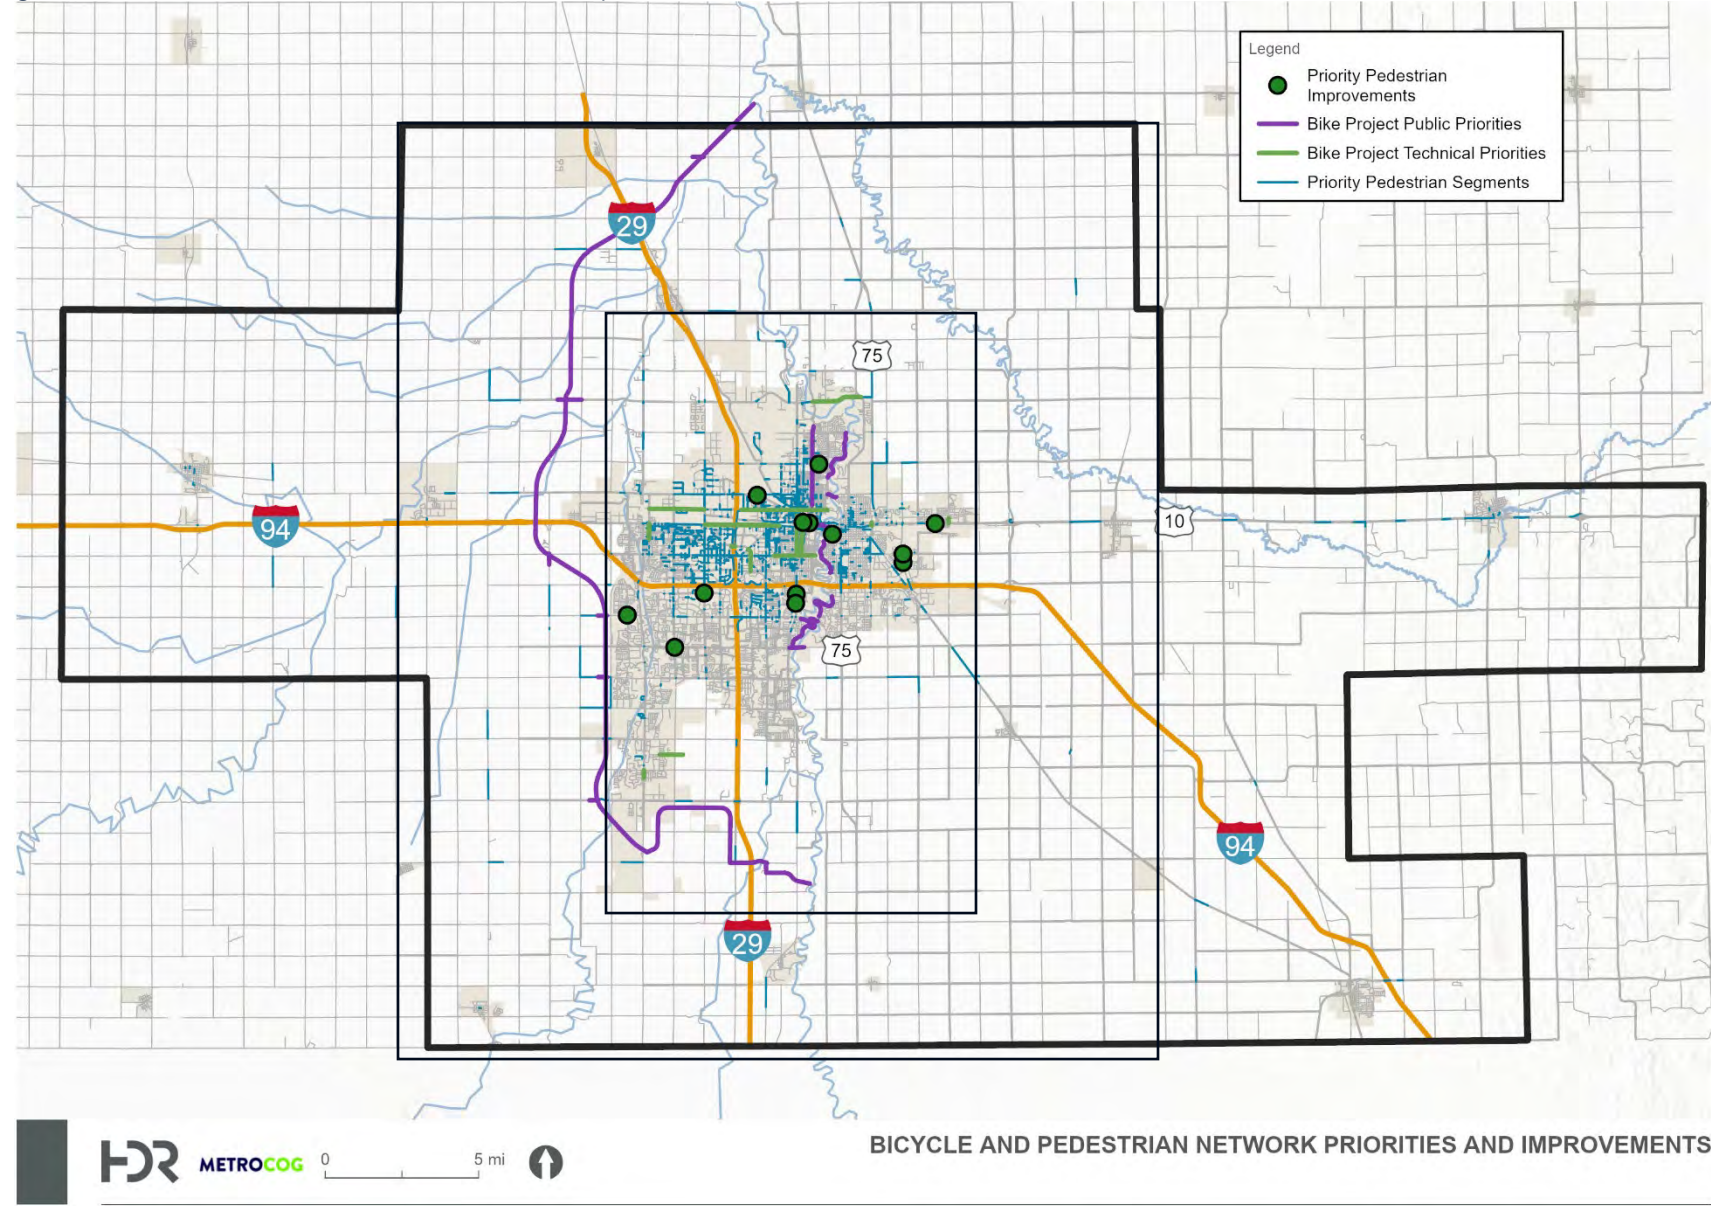 Legend
Priority Pedestrian
Improvements
Bike Project Public Priorities
Bike Project Technical Priorities
Priority Pedestrian Segments
29
75
94
10
75
94
29
HDR
METROCOG
0
5 mi
BICYCLE AND PEDESTRIAN NETWORK PRIORITIES AND IMPROVEMENTS